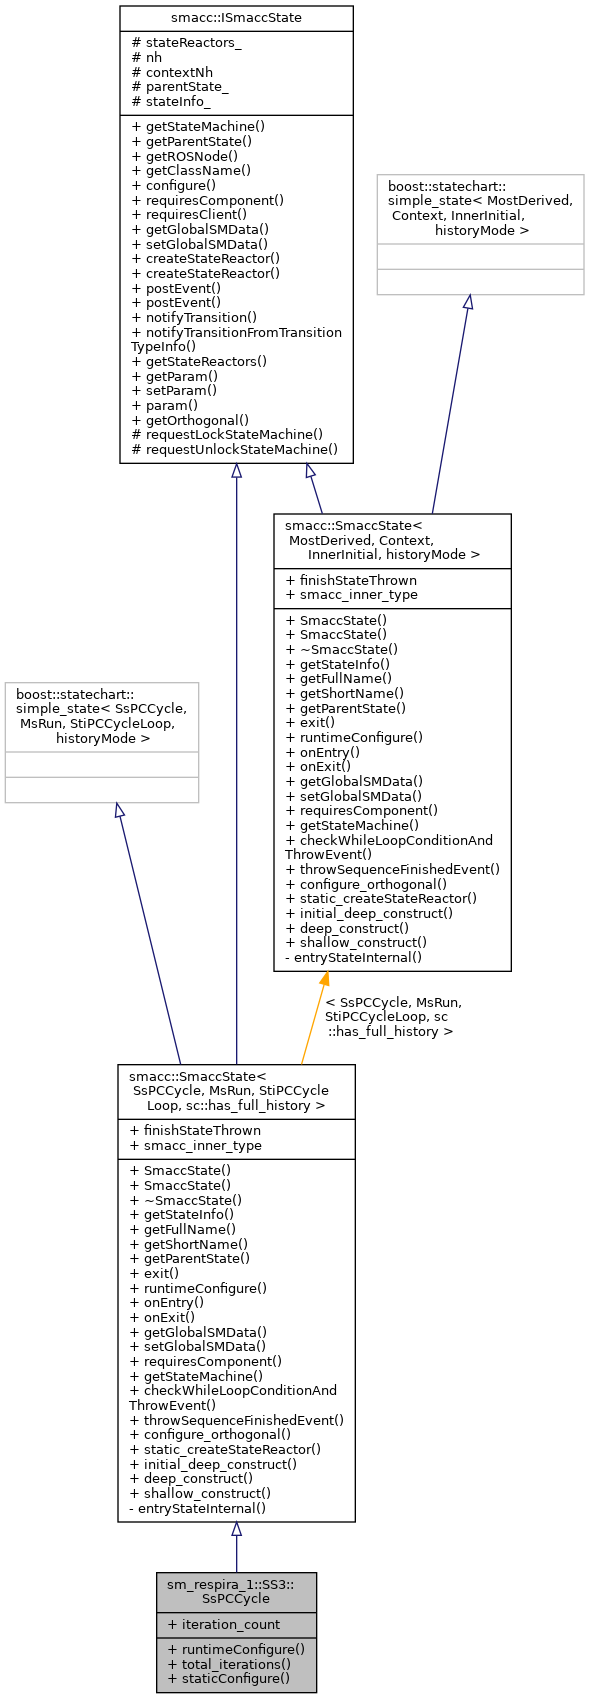 smacc::ISmaccState
# stateReactors_
# nh
# contextNh
# parentState_
# stateInfo_
+ getStateMachine()
+ getParentState()
+ getROSNode()
+ getClassName()
+ configure()
+ requiresComponent()
+ requiresClient()
+ getGlobalSMData()
+ setGlobalSMData()
+ createStateReactor()
+ createStateReactor()
+ postEvent()
+ postEvent()
+ notifyTransition()
+ notifyTransitionFromTransition
TypeInfo()
+ getStateReactors()
+ getParam()
+ setParam()
+ param()
+ getOrthogonal()
# requestLockStateMachine()
# requestUnlockStateMachine()
boost::statechart::
simple_state< MostDerived,
Context, InnerInitial,
historyMode >
smacc::SmaccState<
MostDerived, Context,
InnerInitial, historyMode >
+ finishStateThrown
+ smacc_inner_type
+ SmaccState()
+ SmaccState()
+ ~SmaccState()
+ getStateInfo()
+ getFullName()
+ getShortName()
+ getParentState()
+ exit()
+ runtimeConfigure()
+ onEntry()
+ onExit()
+ getGlobalSMData()
+ setGlobalSMData()
+ requiresComponent()
+ getStateMachine()
+ checkWhileLoopConditionAnd
ThrowEvent()
+ throwSequenceFinishedEvent()
+ configure_orthogonal()
+ static_createStateReactor()
+ initial_deep_construct()
+ deep_construct()
+ shallow_construct()
- entryStateInternal()
boost::statechart::
simple_state< SsPCCycle,
MsRun, StiPCCycleLoop,
historyMode >
< SsPCCycle, MsRun,
StiPCCycleLoop, sc
::has_full_history >
smacc::SmaccState<
SsPCCycle, MsRun, StiPCCycle
Loop, sc::has_full_history >
+ finishStateThrown
+ smacc_inner_type
+ SmaccState()
+ SmaccState()
+ ~SmaccState()
+ getStateInfo()
+ getFullName()
+ getShortName()
+ getParentState()
+ exit()
+ runtimeConfigure()
+ onEntry()
+ onExit()
+ getGlobalSMData()
+ setGlobalSMData()
+ requiresComponent()
+ getStateMachine()
+ checkWhileLoopConditionAnd
ThrowEvent()
+ throwSequenceFinishedEvent()
+ configure_orthogonal()
+ static_createStateReactor()
+ initial_deep_construct()
+ deep_construct()
+ shallow_construct()
- entryStateInternal()
sm_respira_1::SS3::
SsPCCycle
+ iteration_count
+ runtimeConfigure()
+ total_iterations()
+ staticConfigure()